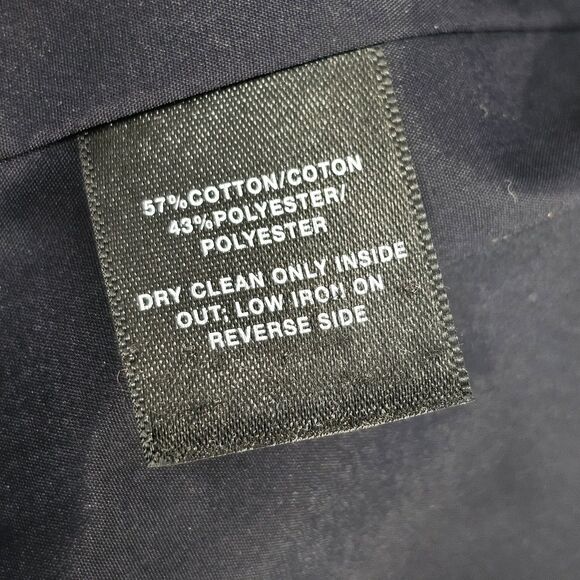 57%COTTON/COTON
43%POLYESTER/
POLYESTER
DRY CLEAN ONLY INSIDE
OUT; LOW IRON ON
REVERSE SIDE